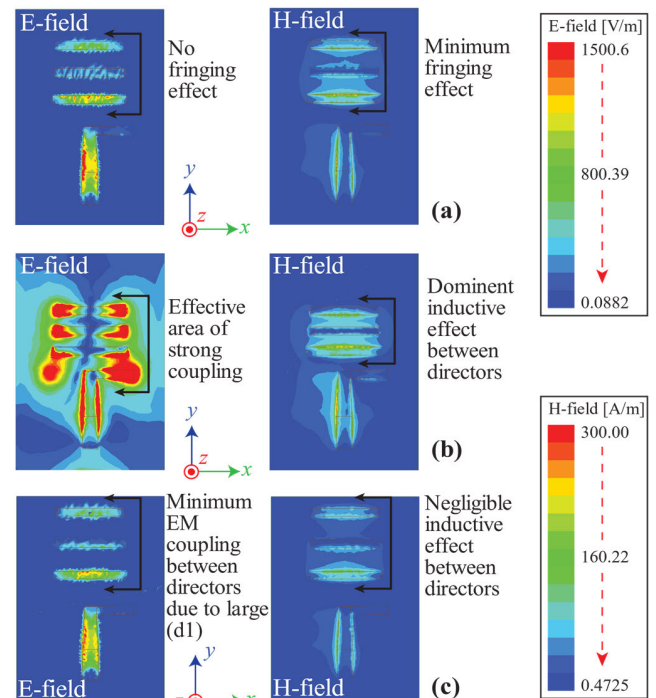 E-field
No
fringing
effect
y
z
x
H-field
Minimum
fringing
effect
(a)
E-field
Effective
area of
strong
coupling
y
z
x
H-field
Dominent
inductive
effect
between
directors
(b)
Minimum
EM
coupling
between
directors
due to large
(d1)
y
x
E-field
Negligible
inductive
effect
between
directors
(c)
H-field
E-field [V/m]
1500.6
800.39
0.0882
H-field [A/m]
300.00
160.22
0.4725